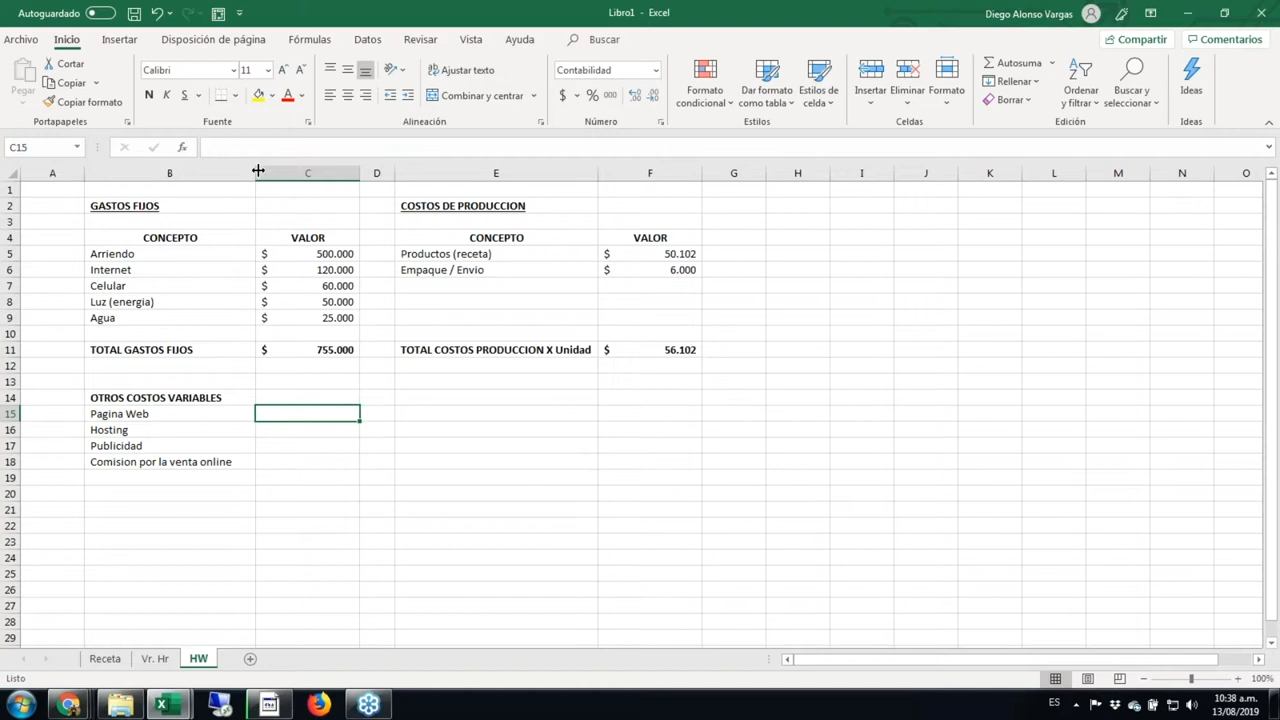 Autoguardado
Libro1 - Excel
Diego Alonso Vargas
Archivo Inicio Insertar Disposición de página Fórmulas Datos Revisar Vista Ayuda Buscar
Compartir Comentarios
Pegar
Cortar
Copiar
Copiar formato
Portapapeles
Calibri 11
N K S
Fuente
Ajustar texto
Combinar y centrar
Alineación
Contabilidad
$ % 000
Número
Formato condicional
Dar formato como tabla
Estilos de celda
Estilos
Insertar
Eliminar
Formato
Celdas
Autosuma
Rellenar
Borrar
Ordenar y filtrar
Buscar y seleccionar
Edición
Ideas
Ideas
C15
A B C D E F G H I J K L M N O
1
2 GASTOS FIJOS COSTOS DE PRODUCCION
3
4 CONCEPTO VALOR CONCEPTO VALOR
5 Arriendo $ 500.000 Productos (receta) $ 50.102
6 Internet $ 120.000 Empaque / Envio $ 6.000
7 Celular $ 60.000
8 Luz (energia) $ 50.000
9 Agua $ 25.000
10
11 TOTAL GASTOS FIJOS $ 755.000 TOTAL COSTOS PRODUCCION X Unidad $ 56.102
12
13
14 OTROS COSTOS VARIABLES
15 Pagina Web
16 Hosting
17 Publicidad
18 Comision por la venta online
19
20
21
22
23
24
25
26
27
28
29
Receta Vr. Hr HW
Listo
100%
ES
10:38 a.m.
13/08/2019